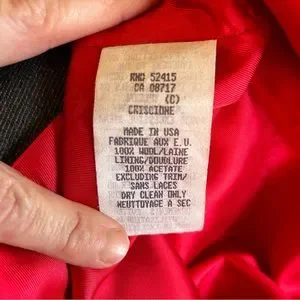 RN# 52415
CA 08717
(C)
CRISCIONE
MADE IN USA
FABRIQUE AUX E.U.
100% WOOL/LAINE
LINING/DOUBLURE
100% ACETATE
EXCLUDING TRIM/
SANS LACES
DRY CLEAN ONLY
NEUTTOYAGE A SEC